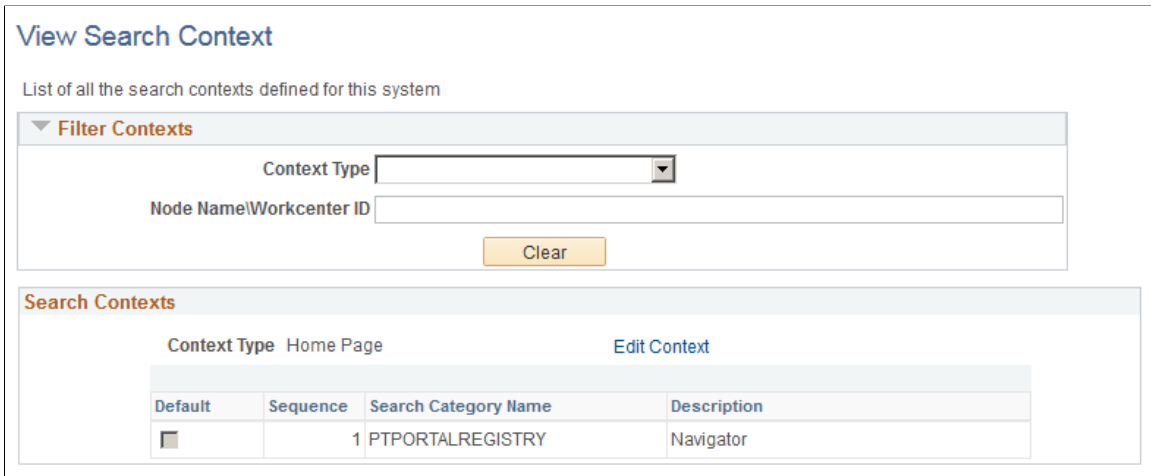 View Search Context
List of all the search contexts defined for this system
Filter Contexts
Context Type
Node Name\Workcenter ID
Clear
Search Contexts
Context Type Home Page Edit Context
Default Sequence Search Category Name Description
1 PTPORTALREGISTRY Navigator